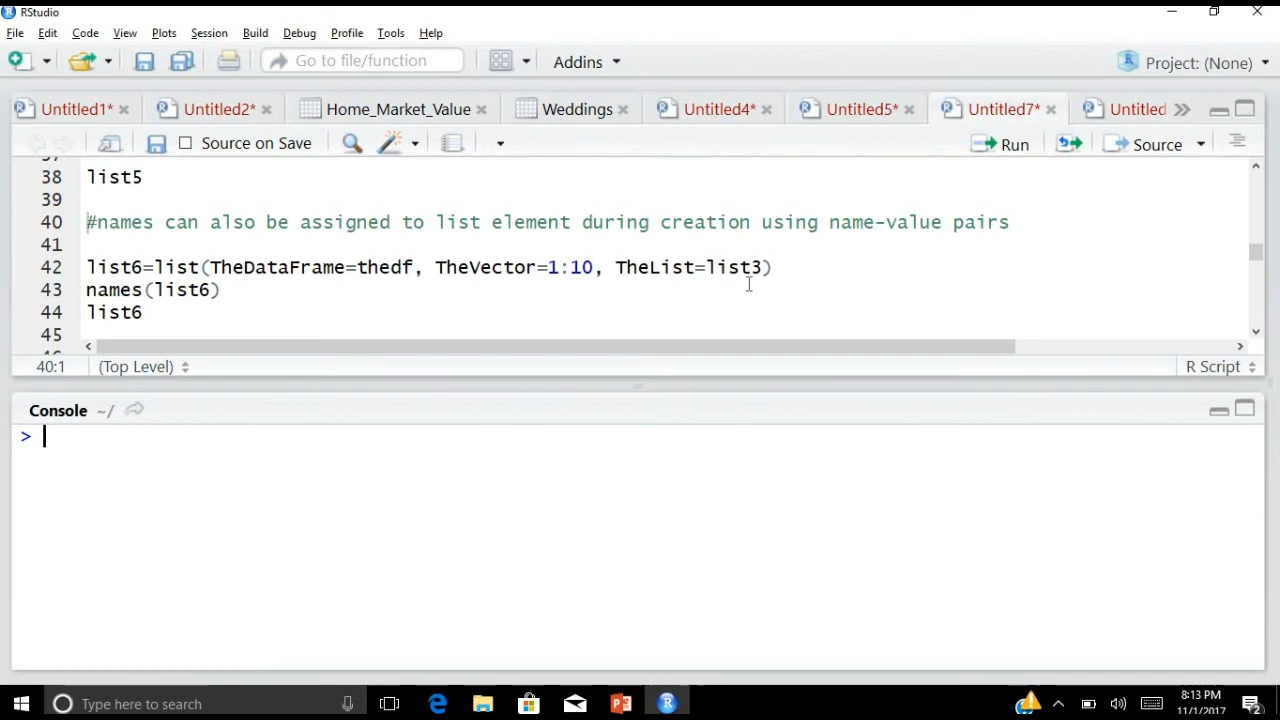 RStudio
File Edit Code View Plots Session Build Debug Profile Tools Help
Go to file/function Addins Project: (None)
Untitled1* Untitled2* Home_Market_Value Weddings Untitled4* Untitled5* Untitled7* Untitled
Source on Save Run Source
38 list5
39
40 #names can also be assigned to list element during creation using name-value pairs
41
42 list6=list(TheDataFrame=thedf, TheVector=1:10, TheList=list3)
43 names(list6)
44 list6
45
40:1 (Top Level) R Script
Console ~/
>
Type here to search 8:13 PM
11/1/2017